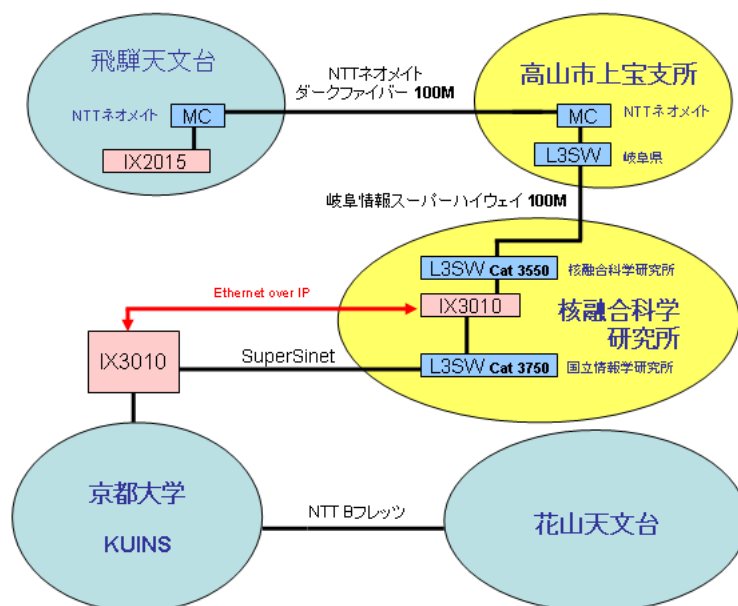 飛騨天文台
NTTネオメイト
MC
IX2015
NTTネオメイト
ダークファイバー 100M
高山市上宝支所
MC
NTTネオメイト
L3SW
岐阜県
岐阜情報スーパーハイウェイ 100M
L3SW Cat 3550
核融合科学研究所
Ethernet over IP
IX3010
核融合科学
研究所
IX3010
SuperSinet
L3SW Cat 3750
国立情報学研究所
京都大学
KUINS
NTT Bフレッツ
花山天文台